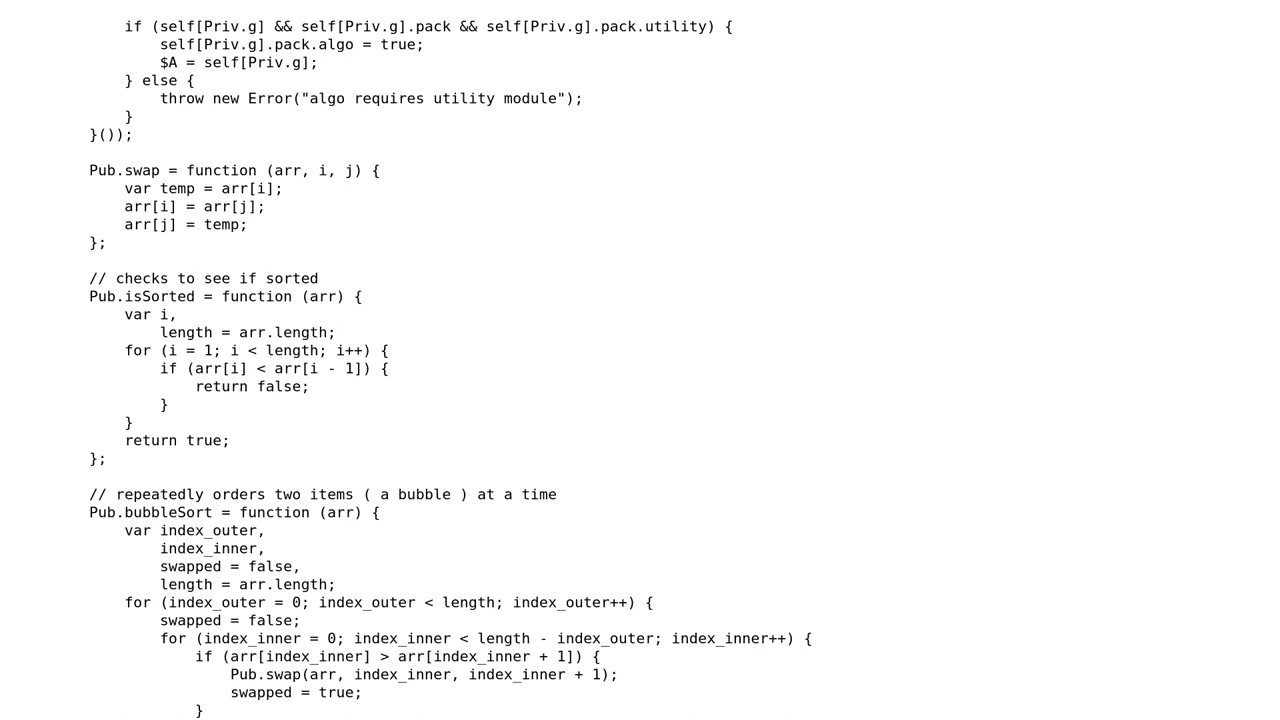 if (self[Priv.g] && self[Priv.g].pack && self[Priv.g].pack.utility) {
self[Priv.g].pack.algo = true;
$A = self[Priv.g];
} else {
throw new Error("algo requires utility module");
}
}());
Pub.swap = function (arr, i, j) {
var temp = arr[i];
arr[i] = arr[j];
arr[j] = temp;
};
// checks to see if sorted
Pub.isSorted = function (arr) {
var i,
length = arr.length;
for (i = 1; i < length; i++) {
if (arr[i] < arr[i - 1]) {
return false;
}
}
return true;
};
// repeatedly orders two items ( a bubble ) at a time
Pub.bubbleSort = function (arr) {
var index_outer,
index_inner,
swapped = false,
length = arr.length;
for (index_outer = 0; index_outer < length; index_outer++) {
swapped = false;
for (index_inner = 0; index_inner < length - index_outer; index_inner++) {
if (arr[index_inner] > arr[index_inner + 1]) {
Pub.swap(arr, index_inner, index_inner + 1);
swapped = true;
}